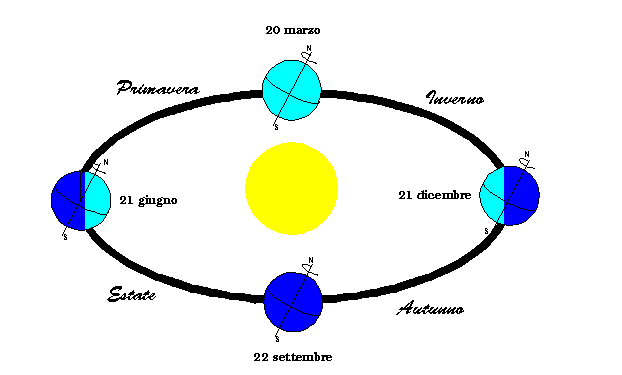 20 marzo
N
Primavera
Inverno
S
N
N
21 giugno
21 dicembre
S
S
N
Estate
Autunno
S
22 settembre